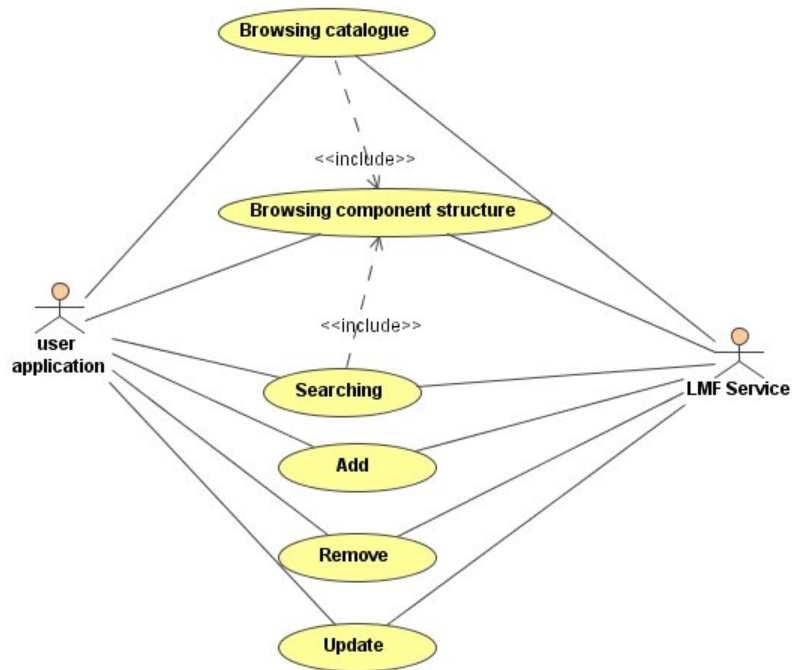 Browsing catalogue
<<include>>
Browsing component structure
<<include>>
user
application
Searching
LMF Service
Add
Remove
Update